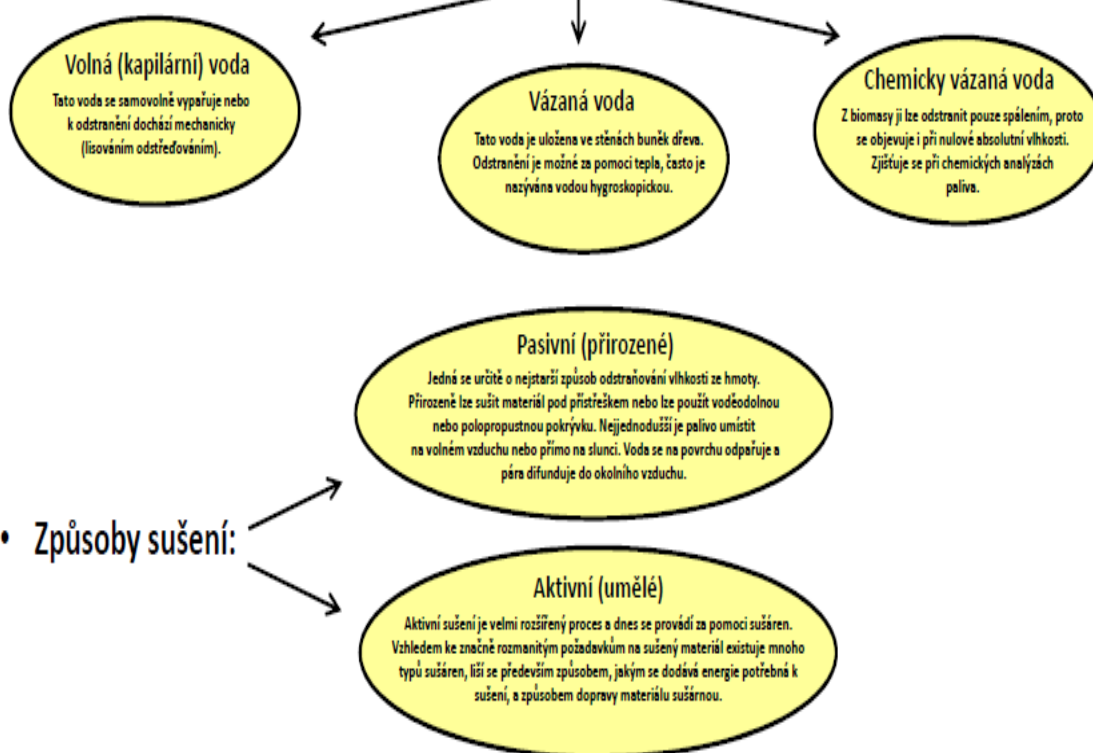 Volná (kapilární) voda
Tato voda se samovolně vypařuje nebo
k odstranění dochází mechanicky
(lisováním odstřeďováním).
Vázaná voda
Tato voda je uložena ve stěnách buněk dřeva.
Odstranění je možné za pomoci tepla, často je
nazývána vodou hygroskopickou.
Chemicky vázaná voda
Z biomasy ji lze odstranit pouze spálením, proto
se objevuje i při nulové absolutní vlhkosti.
Zjišťuje se při chemických analýzách
paliva.
Pasivní (přirozené)
Jedná se určitě o nejstarší způsob odstraňování vlhkosti ze hmoty.
Přirozeně lze sušit materiál pod přístřeškem nebo lze použít voděodolnou
nebo polopropustnou pokrývku. Nejjednodušší je palivo umístit
na volném vzduchu nebo přímo na slunci. Voda se na povrchu odpařuje a
pára difunduje do okolního vzduchu.
• Způsoby sušení:
Aktivní (umělé)
Aktivní sušení je velmi rozšířený proces a dnes se provádí za pomoci sušáren.
Vzhledem ke značně rozmanitým požadavkům na sušený materiál existuje mnoho
typů sušáren, liší se především způsobem, jakým se dodává energie potřebná k
sušení, a způsobem dopravy materiálu sušárnou.